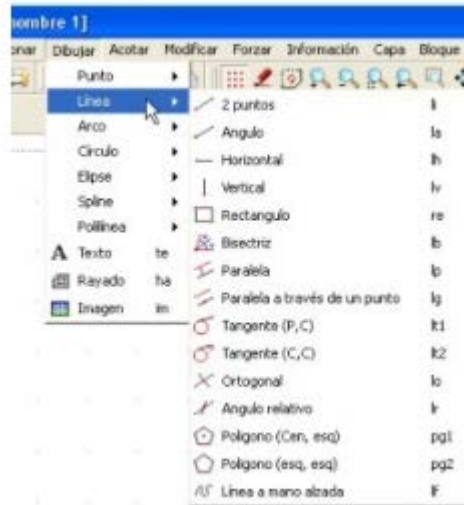 ombre 1]
onar Dibujar Acotar Modificar Forzar Información Capa Bloque
Punto
Línea
Arco
Círculo
Elipse
Spline
Polilínea
A Texto te
Rayado ha
Imagen im
2 puntos li
Angulo la
Horizontal lh
Vertical lv
Rectangulo re
Bisectriz lb
Paralela lp
Paralela a través de un punto lg
Tangente (P,C) lt1
Tangente (C,C) lt2
Ortogonal lo
Angulo relativo lr
Poligono (Cen, esq) pg1
Poligono (esq, esq) pg2
Linea a mano alzada lF